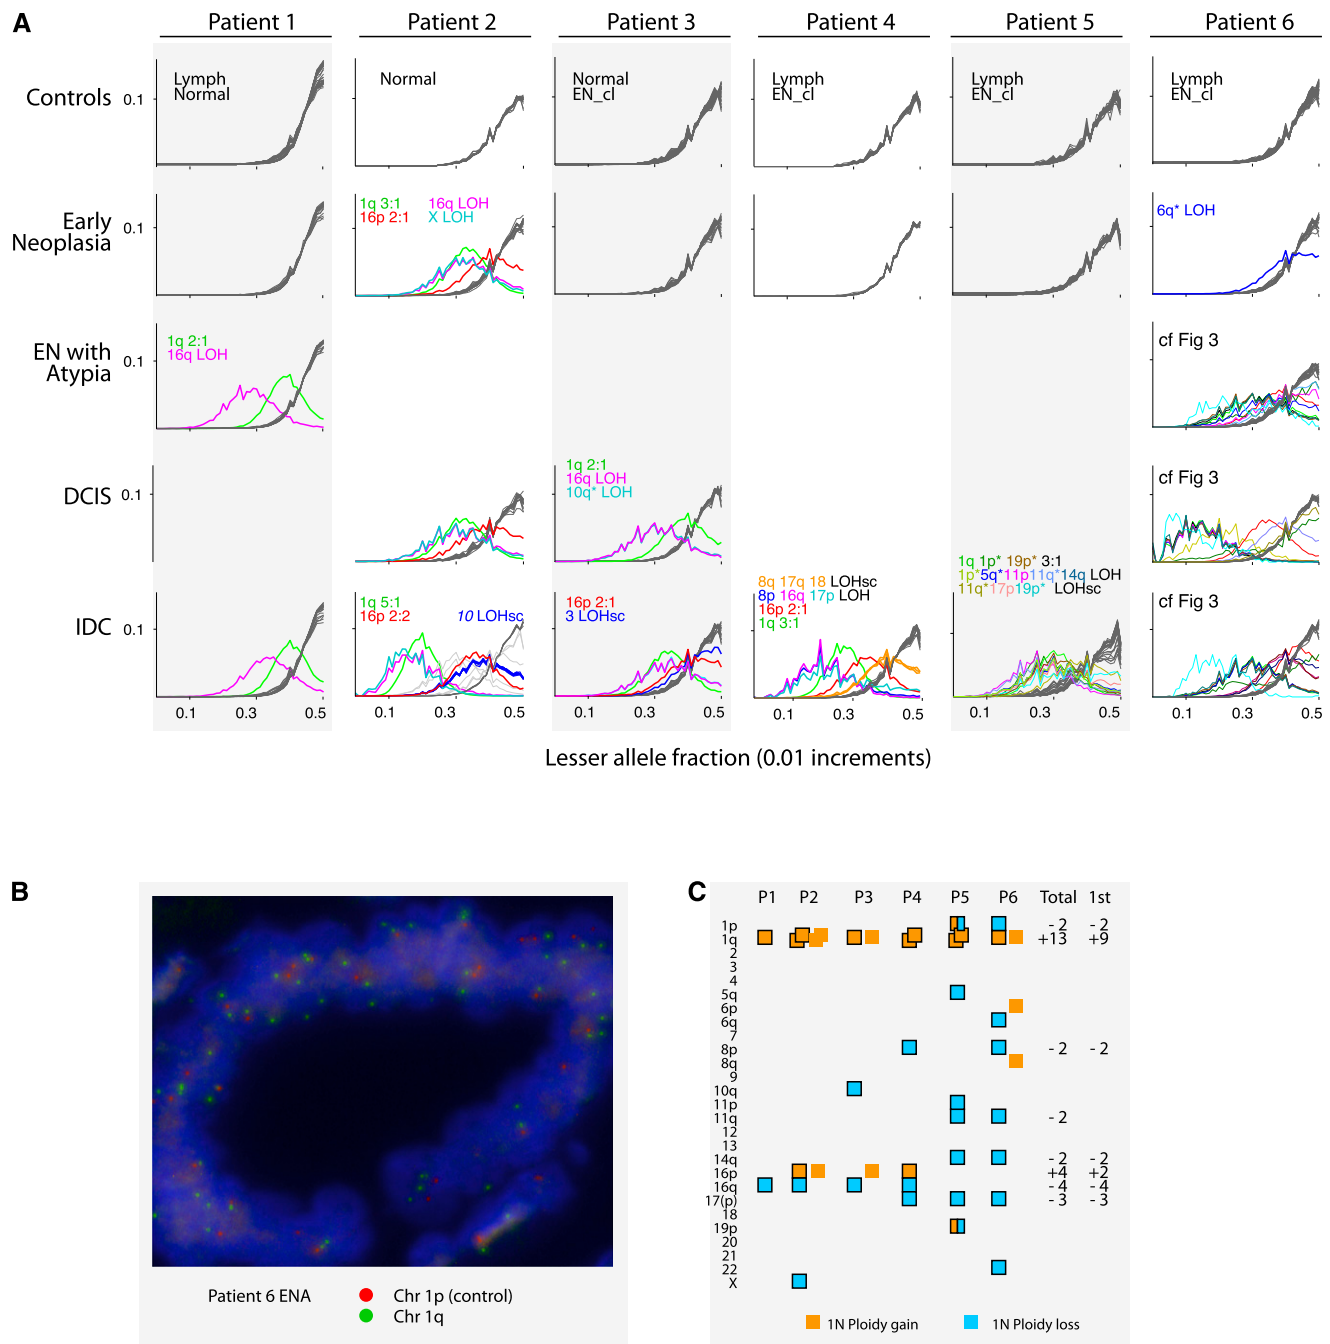 A
Patient 1
Patient 2
Patient 3
Patient 4
Patient 5
Patient 6
Controls
0.1
Lymph
Normal
Normal
Normal
EN_cl
Lymph
EN_cl
Lymph
EN_cl
Lymph
EN_cl
Early
Neoplasia
0.1
1q 3:1 16q LOH
16p 2:1 X LOH
6q* LOH
EN with
Atypia
0.1
1q 2:1
16q LOH
cf Fig 3
DCIS
0.1
1q 2:1
16q LOH
10q* LOH
cf Fig 3
IDC
0.1
1q 5:1
16p 2:2
10 LOHsc
16p 2:1
3 LOHsc
8q 17q 18 LOHsc
8p 16q 17p LOH
16p 2:1
1q 3:1
1q 1p* 19p* 3:1
1p*5q*11p11q*14q LOH
11q*17p19p* LOHsc
cf Fig 3
0.1 0.3 0.5
0.1 0.3 0.5
0.1 0.3 0.5
0.1 0.3 0.5
0.1 0.3 0.5
0.1 0.3 0.5
Lesser allele fraction (0.01 increments)
B
Patient 6 ENA
Chr 1p (control)
Chr 1q
C
P1 P2 P3 P4 P5 P6 Total 1st
1p - 2 - 2
1q +13 +9
2
3
4
5q
6p
6q
7
8p - 2 - 2
8q
9
10q
11p
11q - 2
12
13
14q - 2 - 2
16p +4 +2
16q - 4 - 4
17(p) - 3 - 3
18
19p
20
21
22
X
1N Ploidy gain
1N Ploidy loss